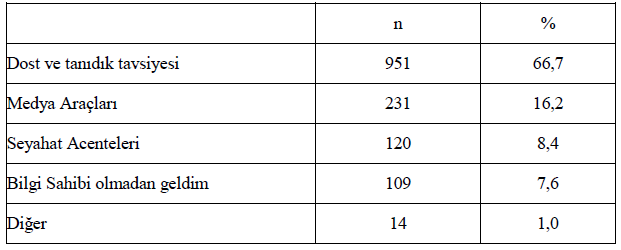 n %
Dost ve tanıdık tavsiyesi 951 66,7
Medya Araçları 231 16,2
Seyahat Acenteleri 120 8,4
Bilgi Sahibi olmadan geldim 109 7,6
Diğer 14 1,0